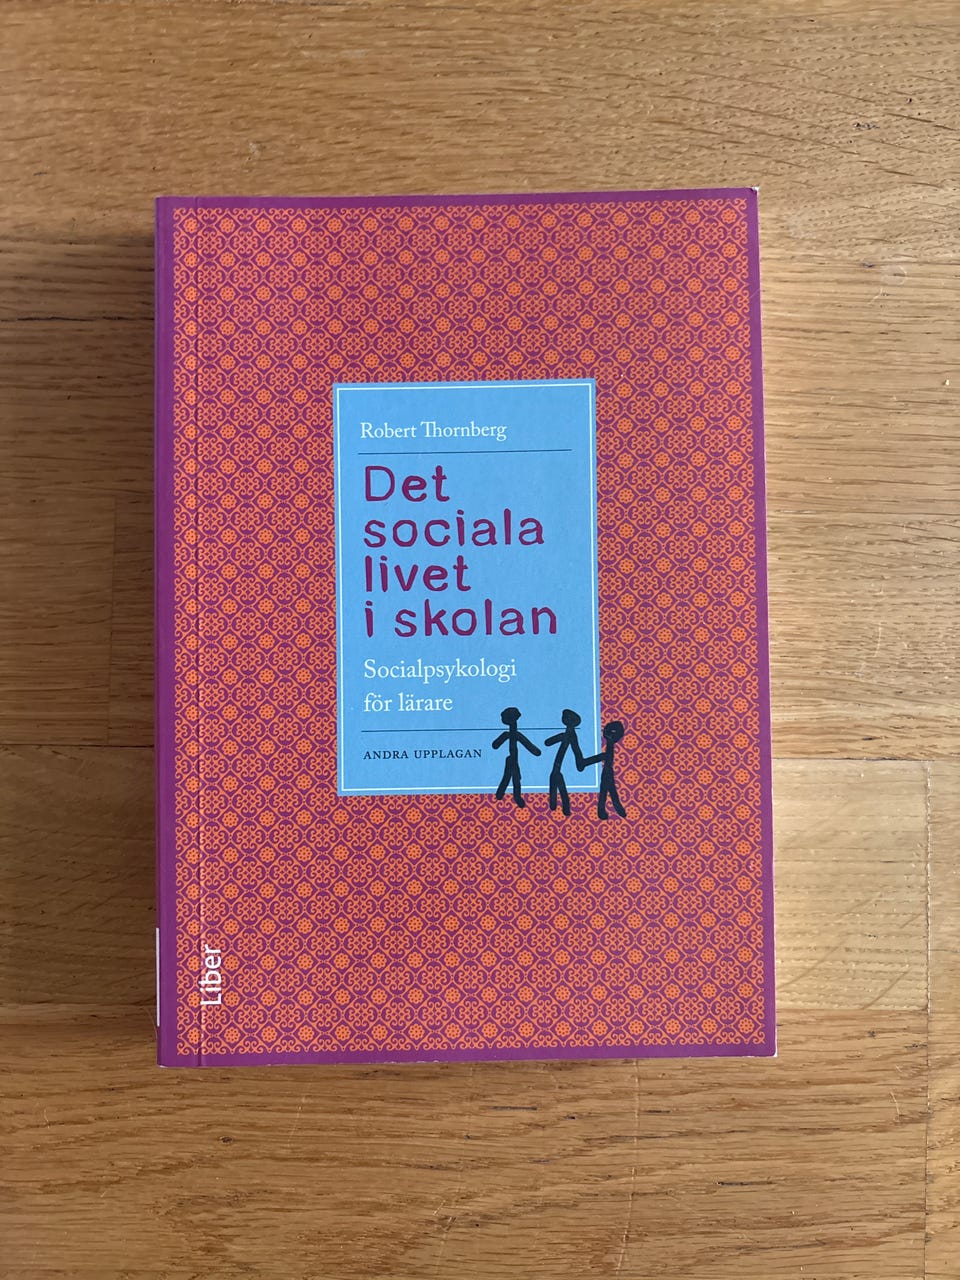 Robert Thornberg
Det
sociala
livet
i skolan
Socialpsykologi
för lärare
ANDRA UPPLAGAN
Liber